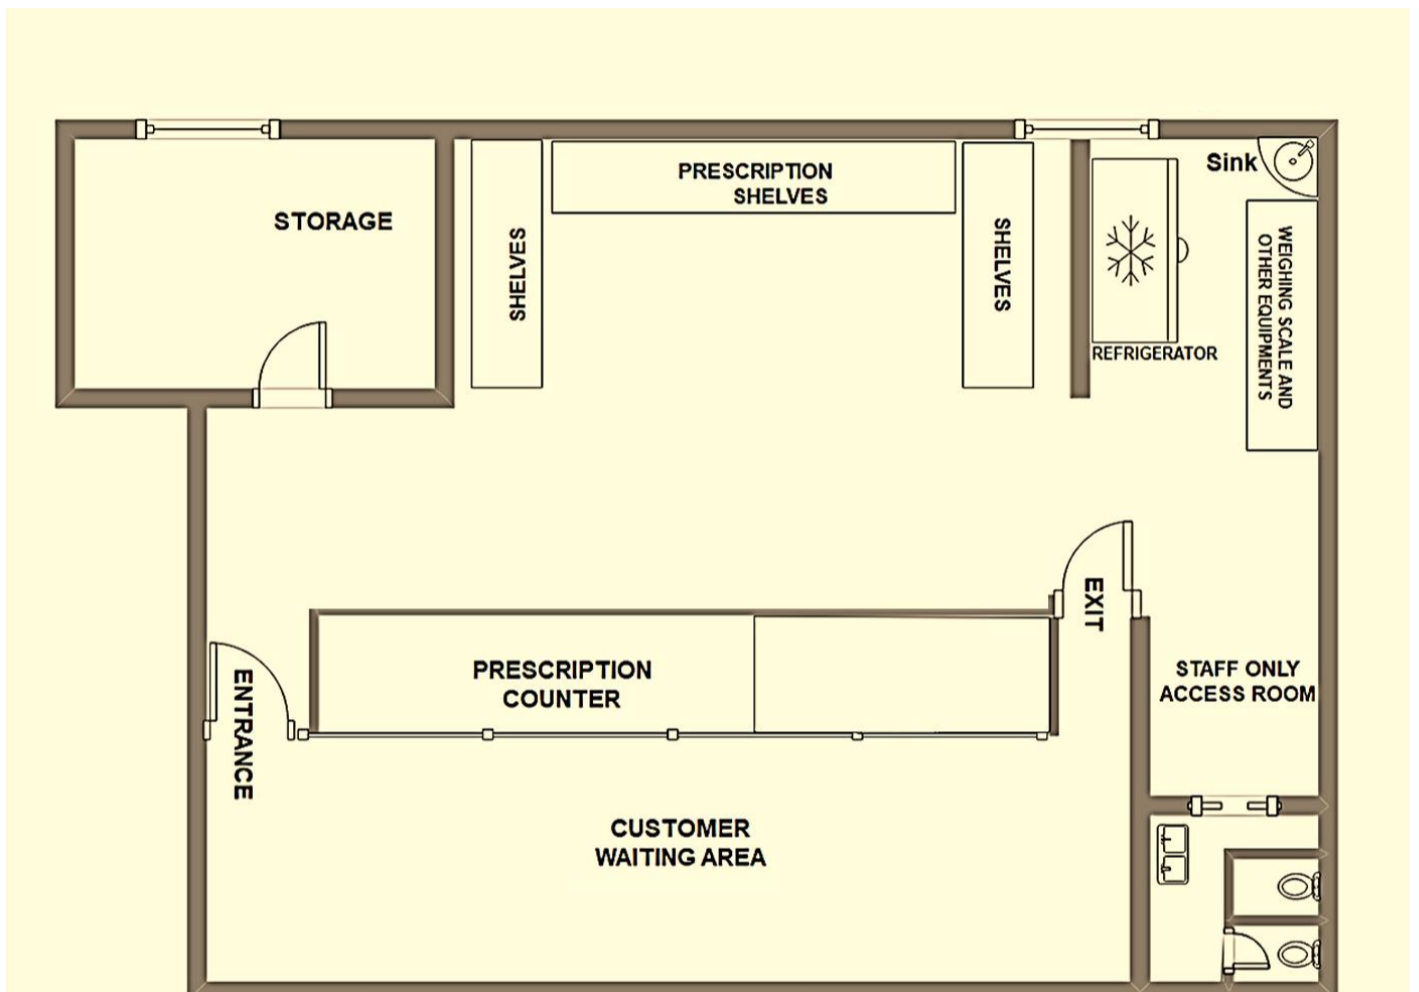 PRESCRIPTION
SHELVES
Sink
STORAGE
SHELVES
SHELVES
WEIGHING SCALE AND
OTHER EQUIPMENTS
REFRIGERATOR
EXIT
PRESCRIPTION
COUNTER
STAFF ONLY
ACCESS ROOM
ENTRANCE
CUSTOMER
WAITING AREA